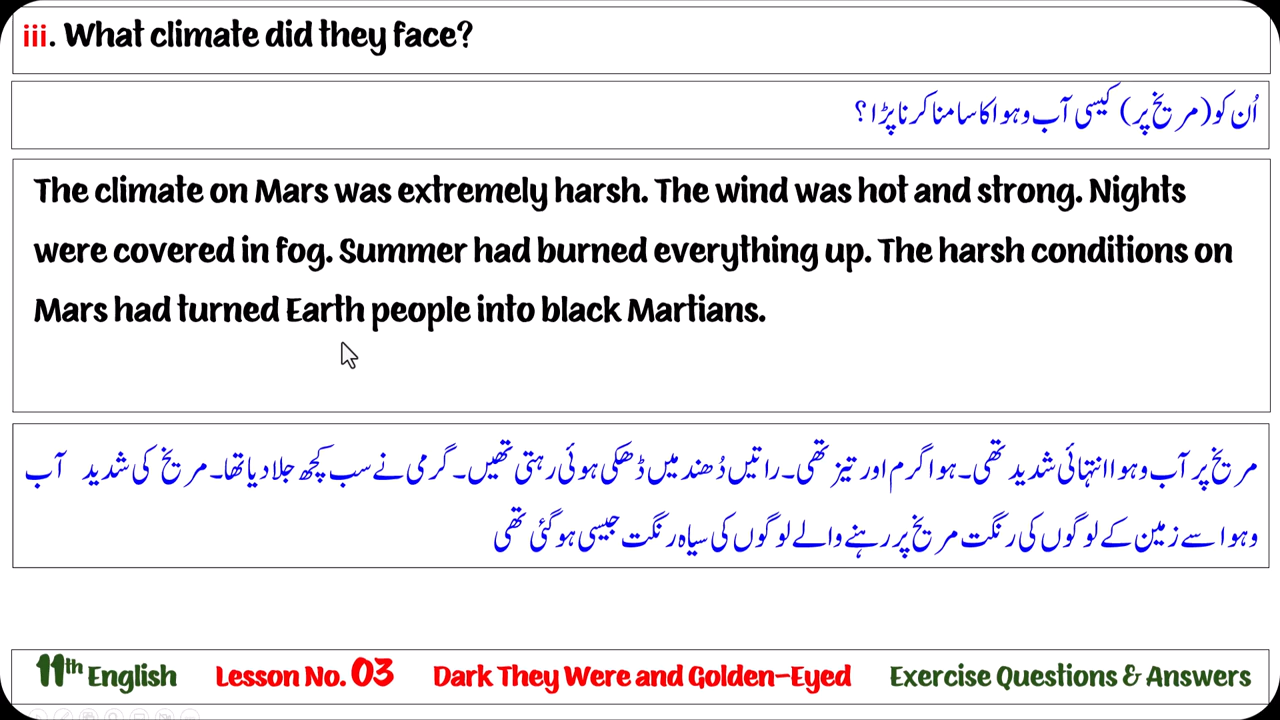 iii. What climate did they face?
اُن کو(مریخ پر) کیسی آب و ہوا کا سامنا کرنا پڑا؟
The climate on Mars was extremely harsh. The wind was hot and strong. Nights
were covered in fog. Summer had burned everything up. The harsh conditions on
Mars had turned Earth people into black Martians.
مریخ پر آب و ہوا انتہائی شدید تھی۔ ہوا گرم اور تیز تھی۔ راتیں دُھند میں ڈھکی ہوئی رہتی تھیں۔ گرمی نے سب کچھ جلا دیا تھا۔ مریخ کی شدید آب
و ہوا سے زمین کے لوگوں کی رنگت مریخ پر رہنے والے لوگوں کی سیاہ رنگت جیسی ہو گئی تھی
11th English Lesson No. 03 Dark They Were and Golden-Eyed Exercise Questions & Answers